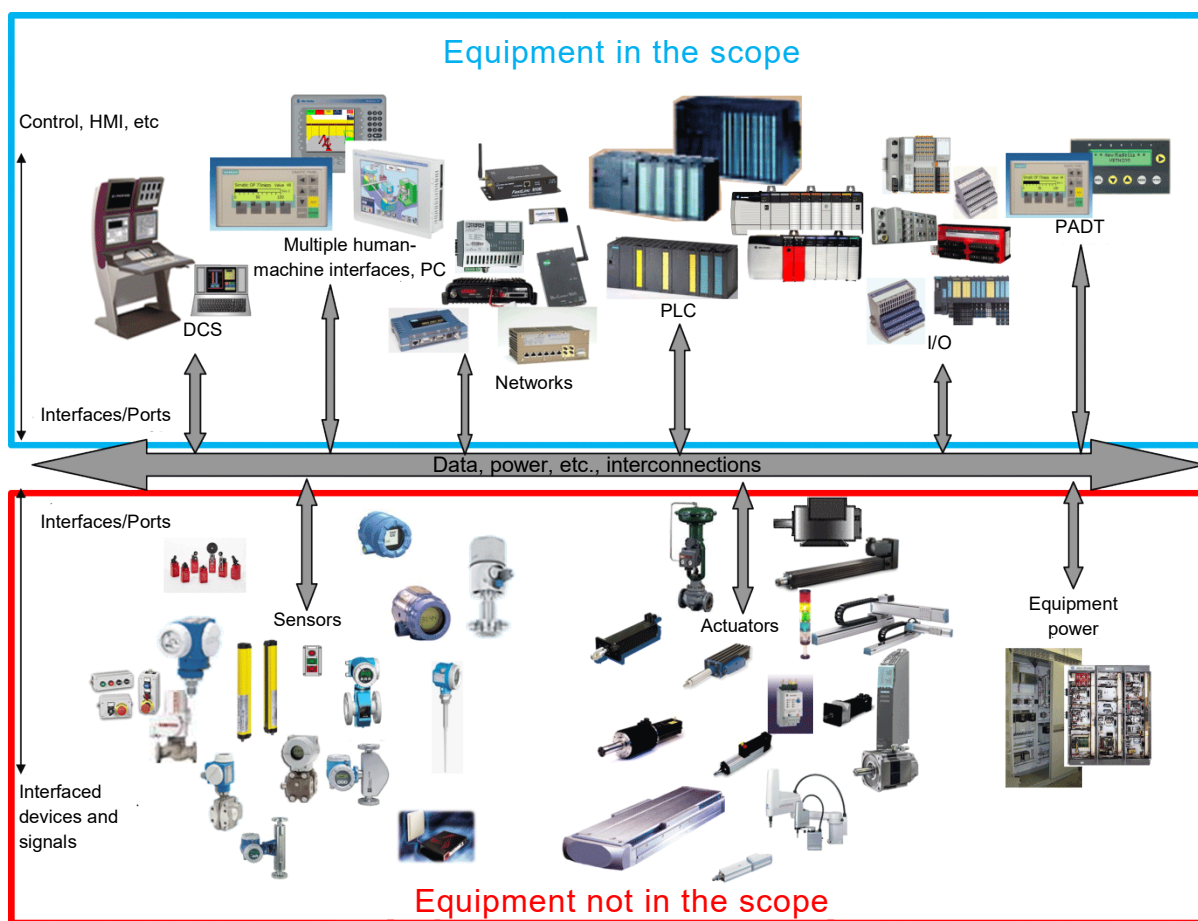 Equipment in the scope
Control, HMI, etc
Multiple human-
machine interfaces, PC
DCS
Networks
PLC
I/O
PADT
Interfaces/Ports
Data, power, etc., interconnections
Interfaces/Ports
Sensors
Actuators
Equipment
power
Interfaced
devices and
signals
Equipment not in the scope